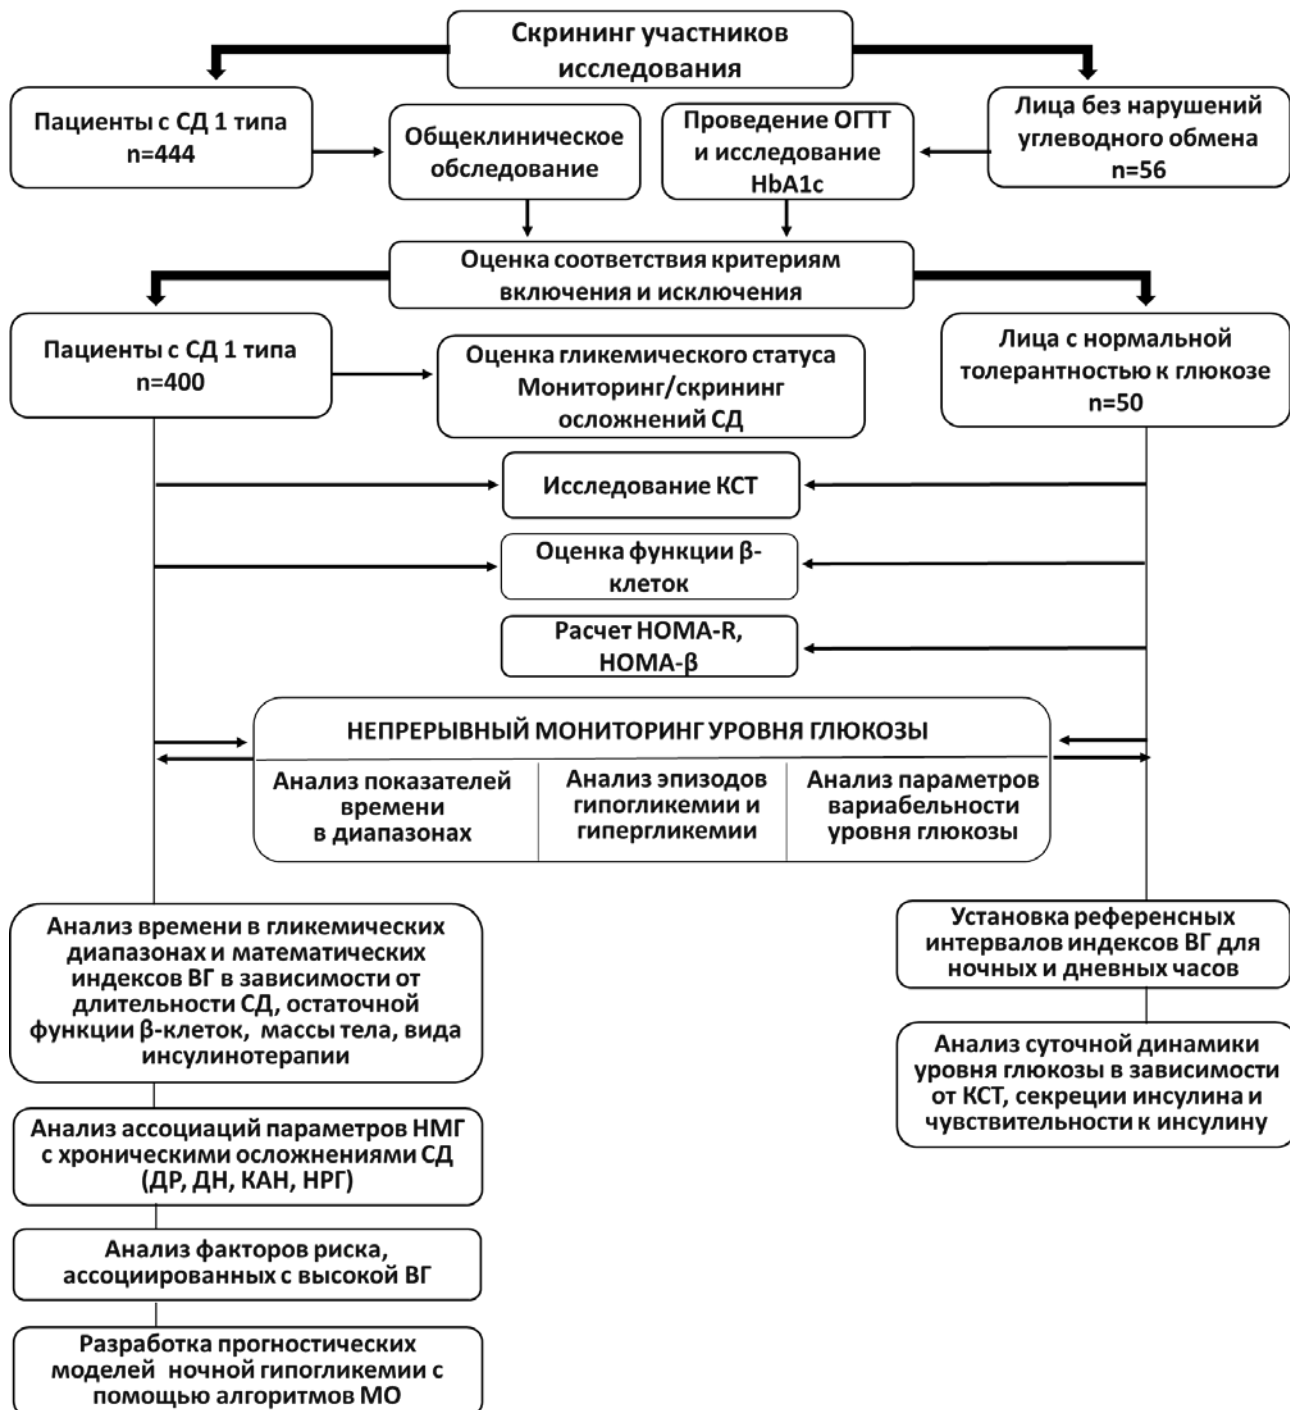 Скрининг участников
исследования
Пациенты с СД 1 типа
n=444
Общеклиническое
обследование
Проведение ОГТТ
и исследование
HbA1c
Лица без нарушений
углеводного обмена
n=56
Оценка соответствия критериям
включения и исключения
Пациенты с СД 1 типа
n=400
Оценка гликемического статуса
Мониторинг/скрининг
осложнений СД
Лица с нормальной
толерантностью к глюкозе
n=50
Исследование КСТ
Оценка функции β-
клеток
Расчет HOMA-R,
HOMA-β
НЕПРЕРЫВНЫЙ МОНИТОРИНГ УРОВНЯ ГЛЮКОЗЫ
Анализ показателей
времени
в диапазонах
Анализ эпизодов
гипогликемии и
гипергликемии
Анализ параметров
вариабельности
уровня глюкозы
Анализ времени в гликемических
диапазонах и математических
индексов ВГ в зависимости от
длительности СД, остаточной
функции β-клеток, массы тела, вида
инсулинотерапии
Установка референсных
интервалов индексов ВГ для
ночных и дневных часов
Анализ суточной динамики
уровня глюкозы в зависимости
от КСТ, секреции инсулина и
чувствительности к инсулину
Анализ ассоциаций параметров НМГ
с хроническими осложнениями СД
(ДР, ДН, КАН, НРГ)
Анализ факторов риска,
ассоциированных с высокой ВГ
Разработка прогностических
моделей ночной гипогликемии с
помощью алгоритмов МО